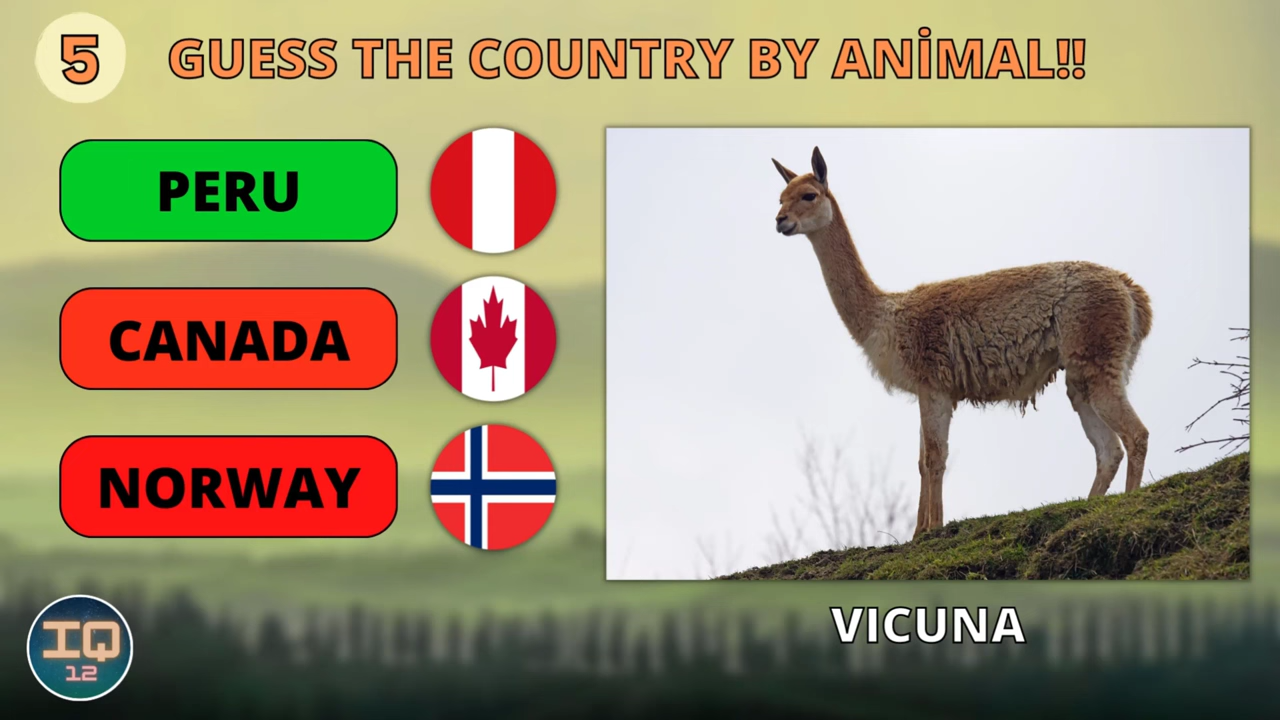 5
GUESS THE COUNTRY BY ANİMAL!!
PERU
CANADA
NORWAY
VICUNA
IQ
12